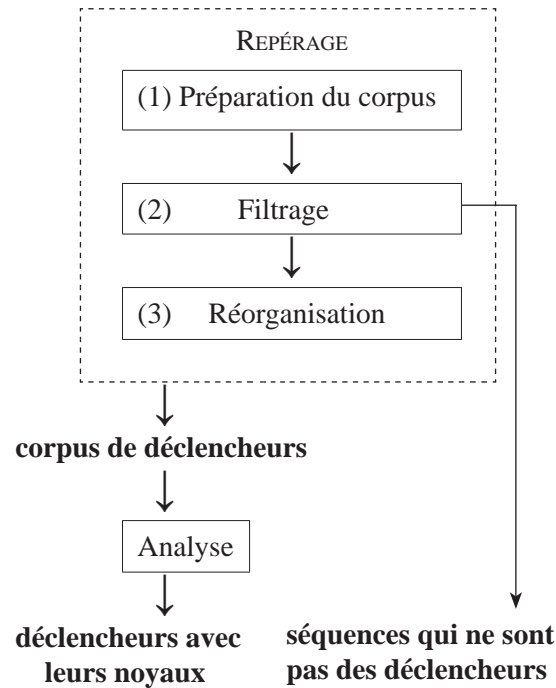 REPÉRAGE
(1) Préparation du corpus
(2) Filtrage
(3) Réorganisation
corpus de déclencheurs
Analyse
déclencheurs avec
leurs noyaux
séquences qui ne sont
pas des déclencheurs